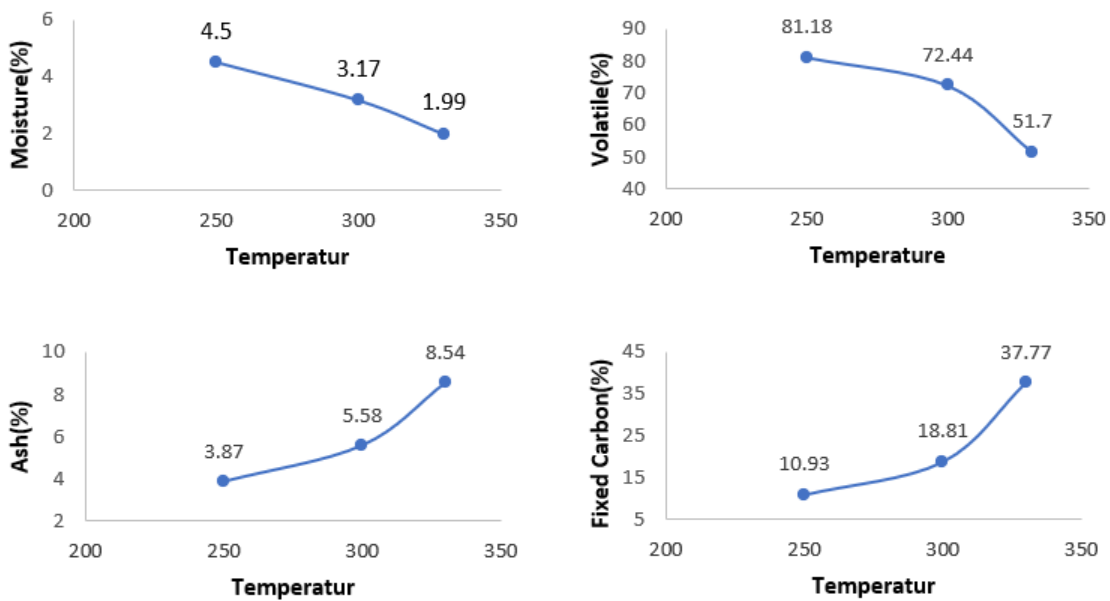 Moisture(%)
6
4
2
0
4.5
3.17
1.99
200 250 300 350
Temperatur
Volatile(%)
90
80
70
60
50
40
81.18
72.44
51.7
200 250 300 350
Temperature
Ash(%)
10
8
6
4
2
3.87
5.58
8.54
200 250 300 350
Temperatur
Fixed Carbon(%)
45
35
25
15
5
10.93
18.81
37.77
200 250 300 350
Temperatur